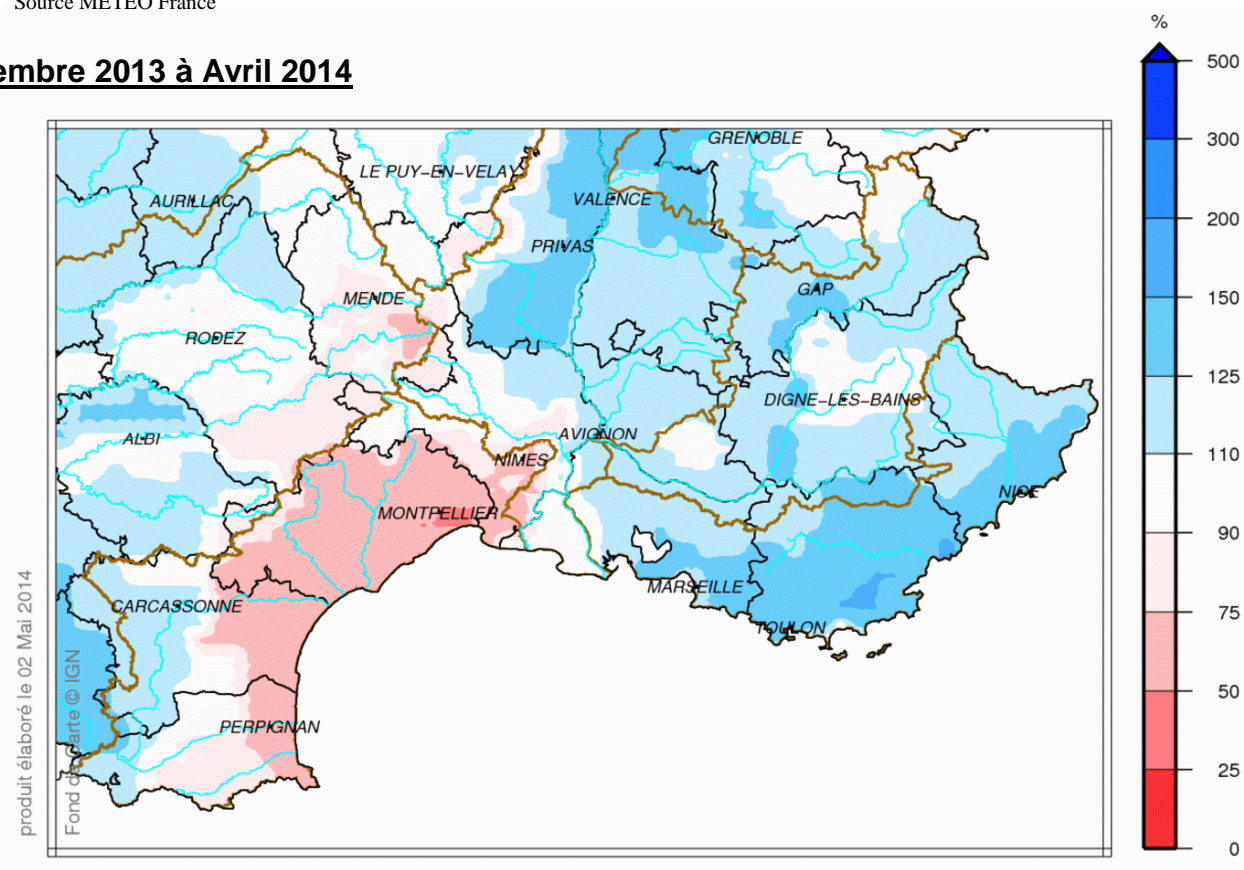 Source METEO France
embre 2013 à Avril 2014
%
500
300
200
150
125
110
90
75
50
25
0
GRENOBLE
LE PUY-EN-VELAY
AURILLAC
VALENCE
PRIVAS
MENDE
GAP
RODEZ
DIGNE-LES-BAINS
ALBI
AVIGNON
NIMES
NICE
MONTPELLIER
MARSEILLE
CARCASSONNE
TOULON
PERPIGNAN
produit élaboré le 02 Mai 2014
Fond de Carte © IGN